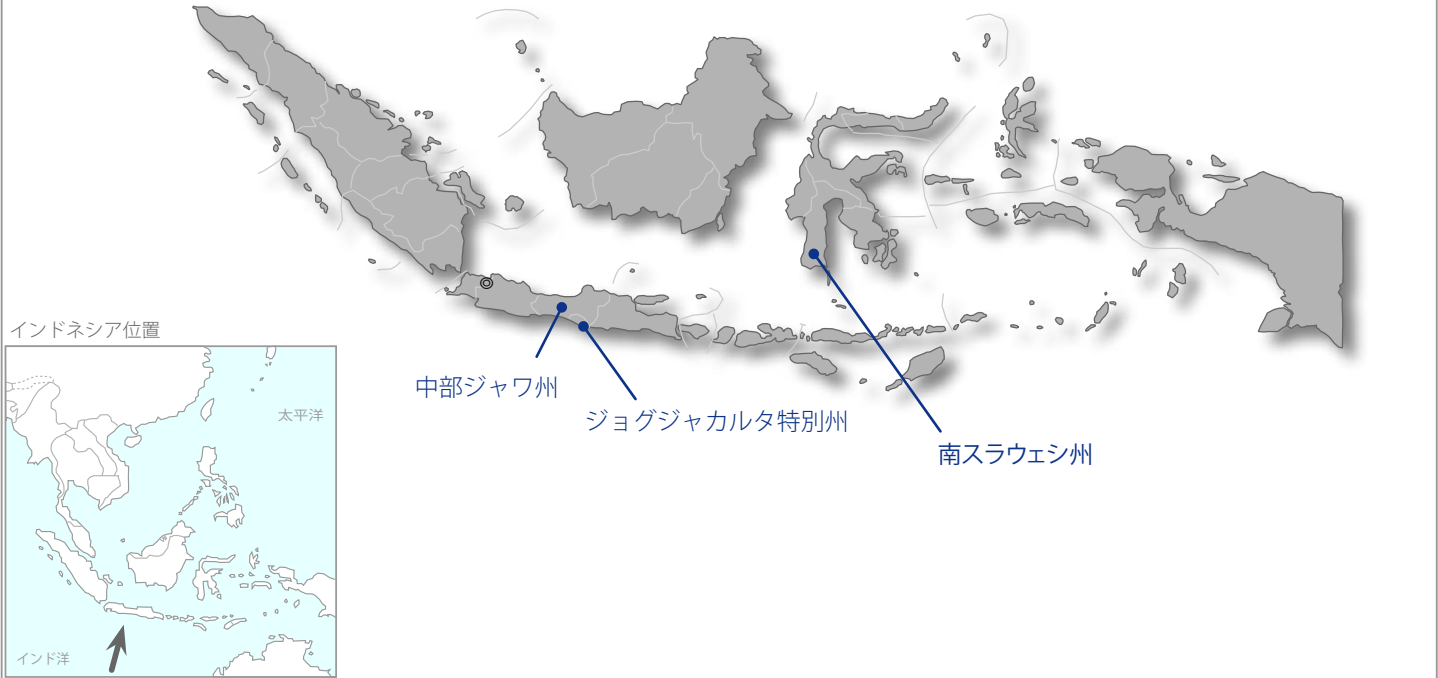 インドネシア位置
太平洋
インド洋
中部ジャワ州
ジョグジャカルタ特別州
南スラウェシ州